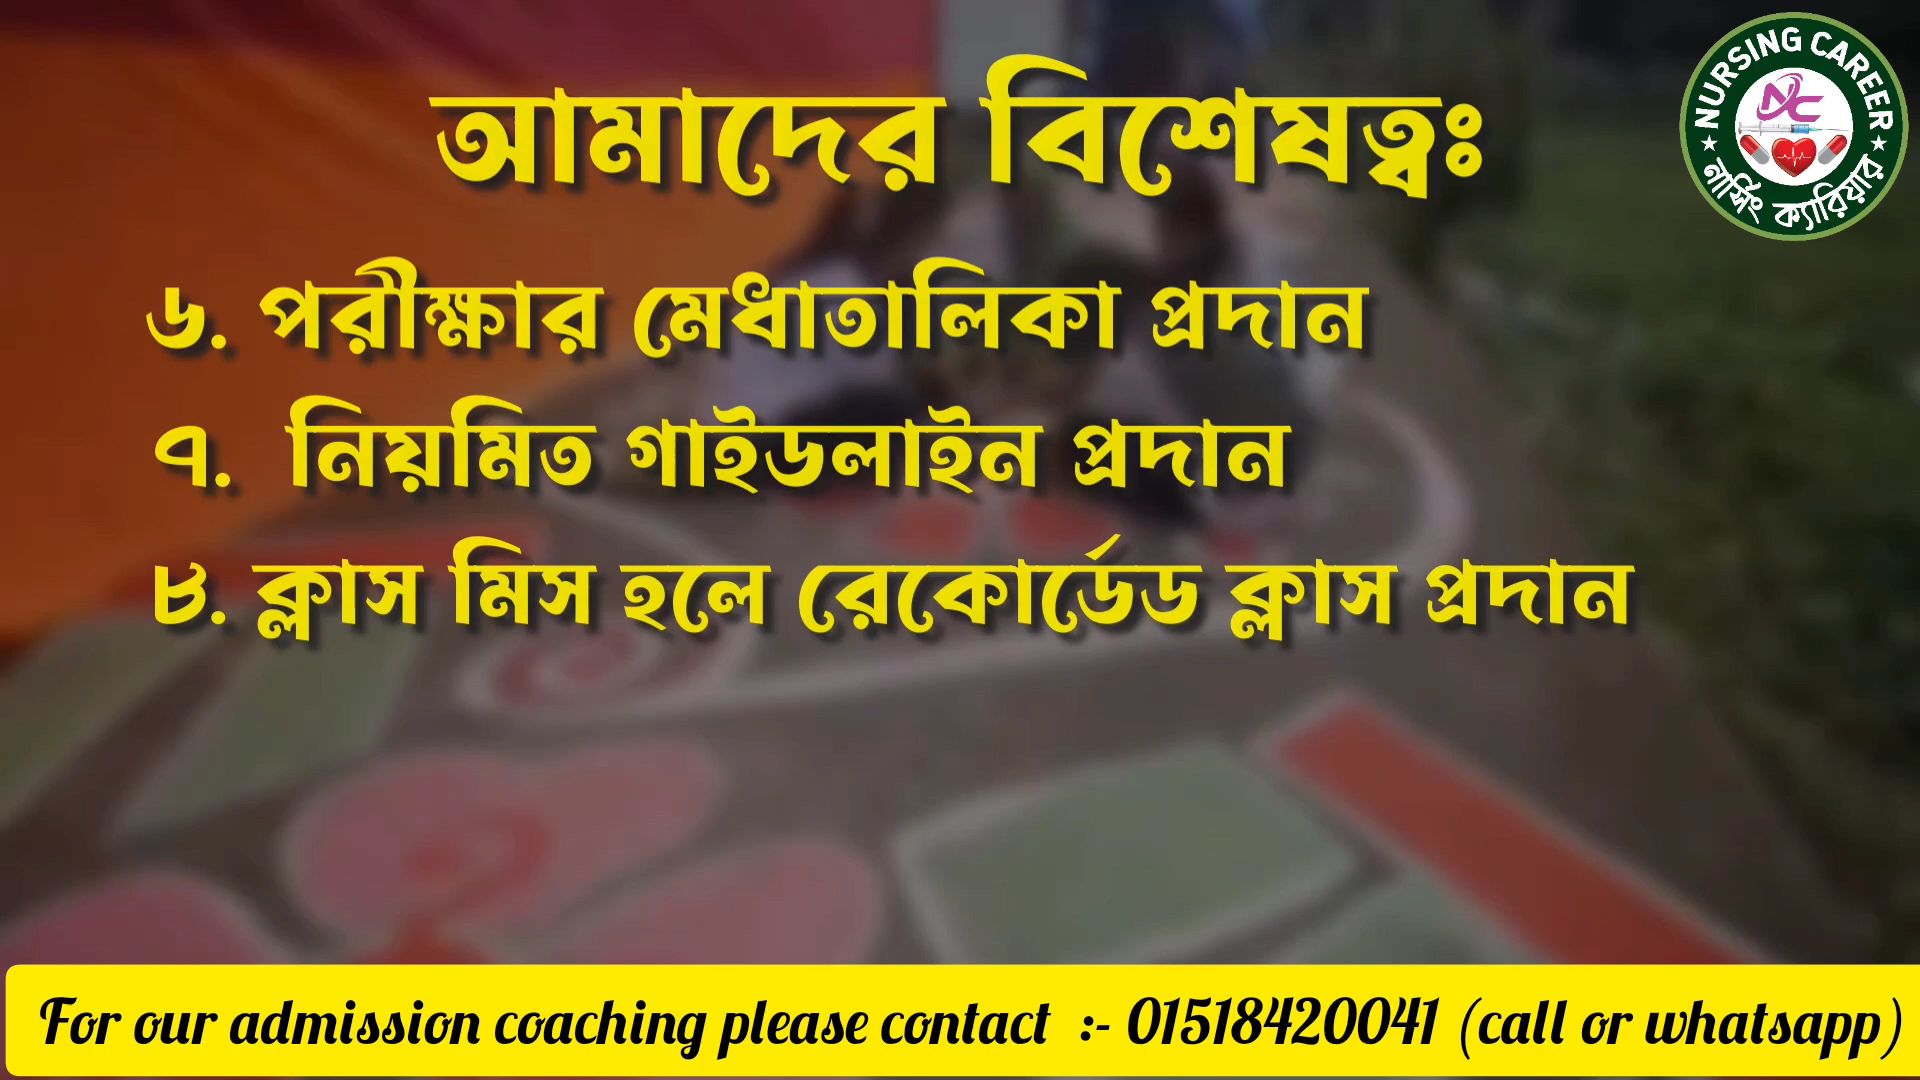 আমাদের বিশেষত্বঃ
NURSING CAREER
NC
নার্সিং ক্যারিয়ার
৬. পরীক্ষার মেধাতালিকা প্রদান
৭. নিয়মিত গাইডলাইন প্রদান
৮. ক্লাস মিস হলে রেকোর্ডেড ক্লাস প্রদান
For our admission coaching please contact :- 01518420041 (call or whatsapp)